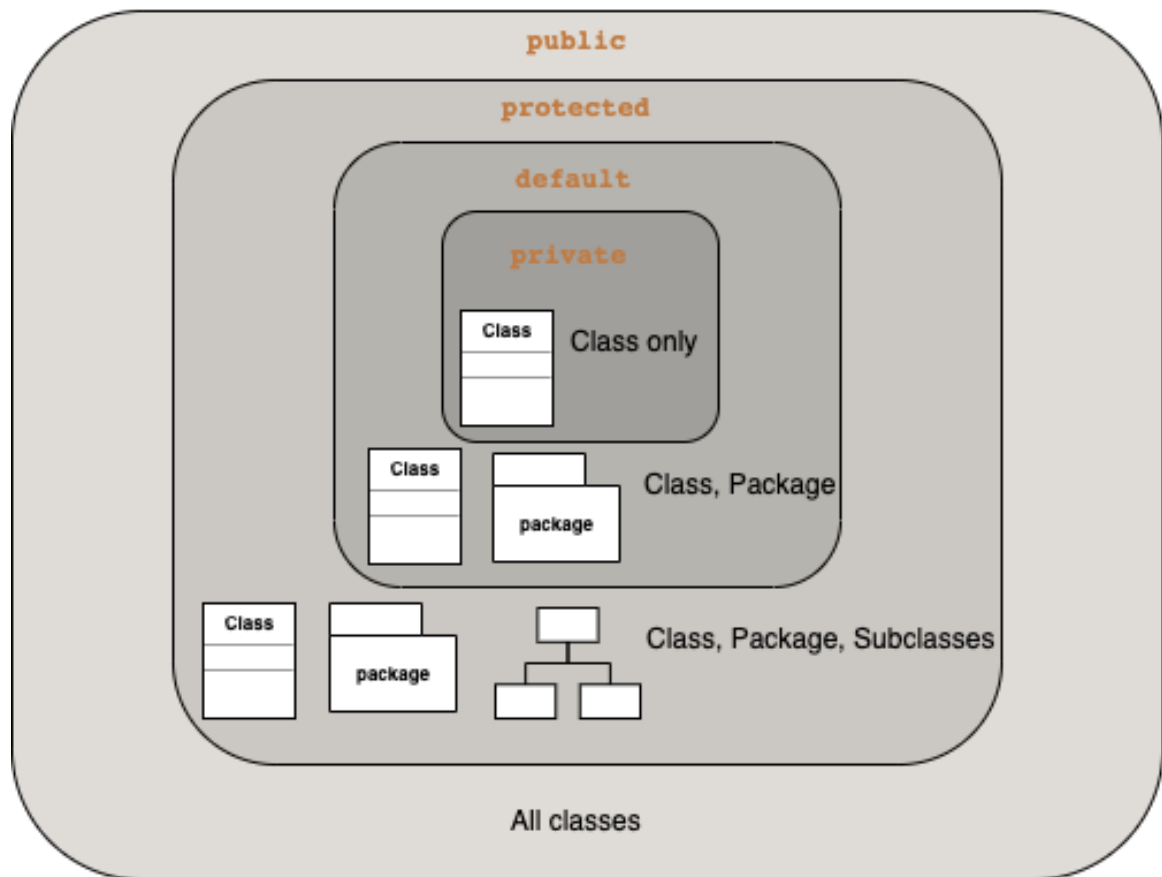 public
protected
default
private
Class
Class only
Class
package
Class, Package
Class
package
Class, Package, Subclasses
All classes